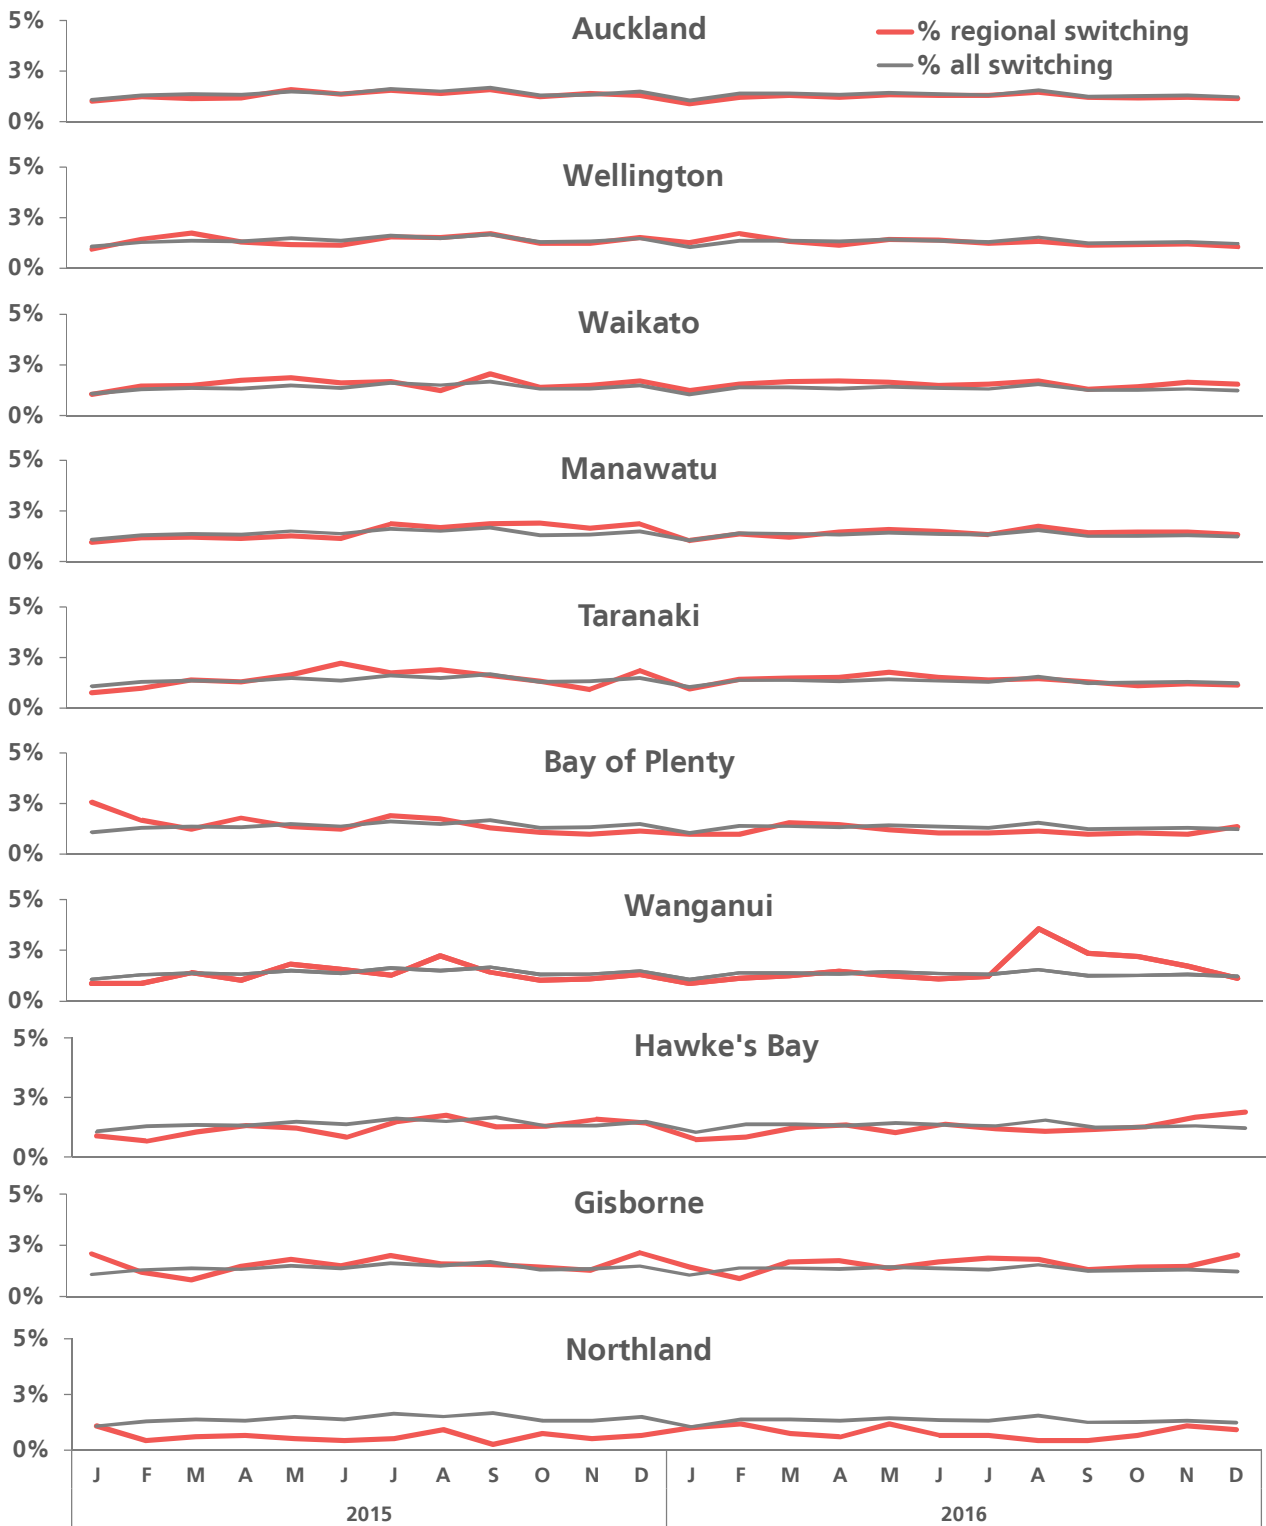 Auckland
% regional switching
% all switching
5%
3%
0%
Wellington
5%
3%
0%
Waikato
5%
3%
0%
Manawatu
5%
3%
0%
Taranaki
5%
3%
0%
Bay of Plenty
5%
3%
0%
Wanganui
5%
3%
0%
Hawke's Bay
5%
3%
0%
Gisborne
5%
3%
0%
Northland
5%
3%
0%
J F M A M J J A S O N D J F M A M J J A S O N D
2015 2016